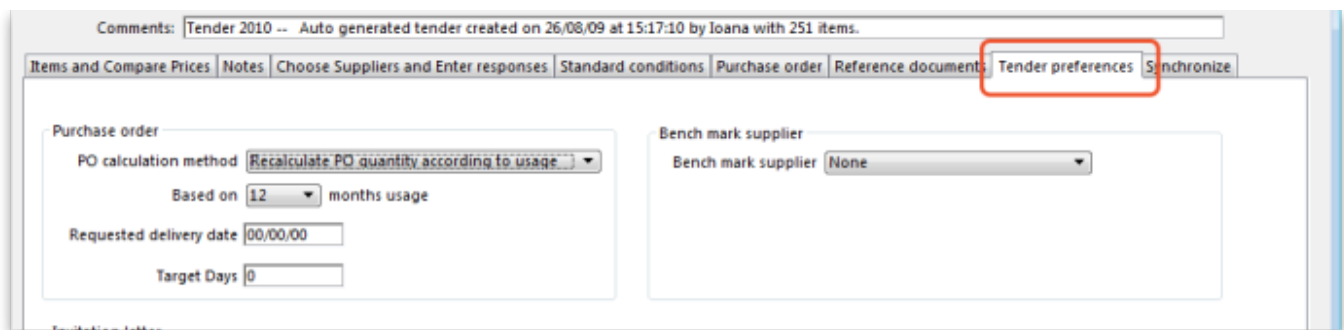 Comments: Tender 2010 -- Auto generated tender created on 26/08/09 at 15:17:10 by Ioana with 251 items.
Items and Compare Prices Notes Choose Suppliers and Enter responses Standard conditions Purchase order Reference documents Tender preferences Synchronize
Purchase order
PO calculation method Recalculate PO quantity according to usage
Based on 12 months usage
Requested delivery date 00/00/00
Target Days 0
Bench mark supplier
Bench mark supplier None
Invitation letter